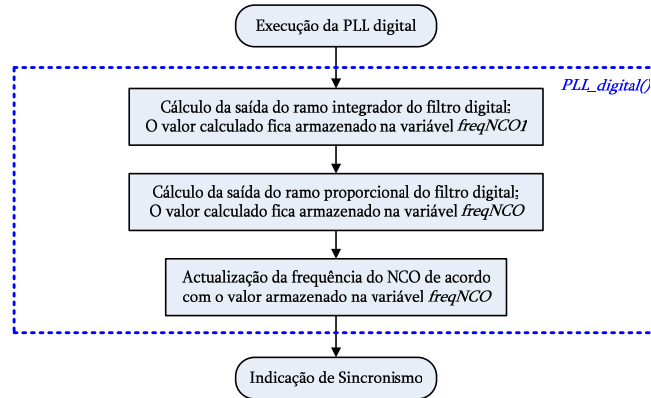 Execução da PLL digital
PLL_digital()
Cálculo da saída do ramo integrador do filtro digital;
O valor calculado fica armazenado na variável freqNCO1
Cálculo da saída do ramo proporcional do filtro digital;
O valor calculado fica armazenado na variável freqNCO
Actualização da frequência do NCO de acordo
com o valor armazenado na variável freqNCO
Indicação de Sincronismo